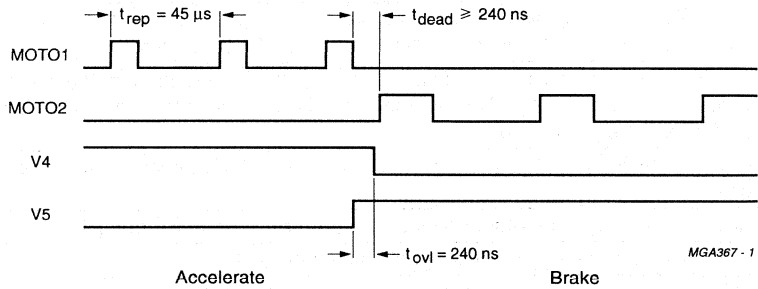 t_rep = 45 µs
t_dead ≥ 240 ns
MOTO1
MOTO2
V4
V5
t_ovl = 240 ns
MGA367 - 1
Accelerate
Brake